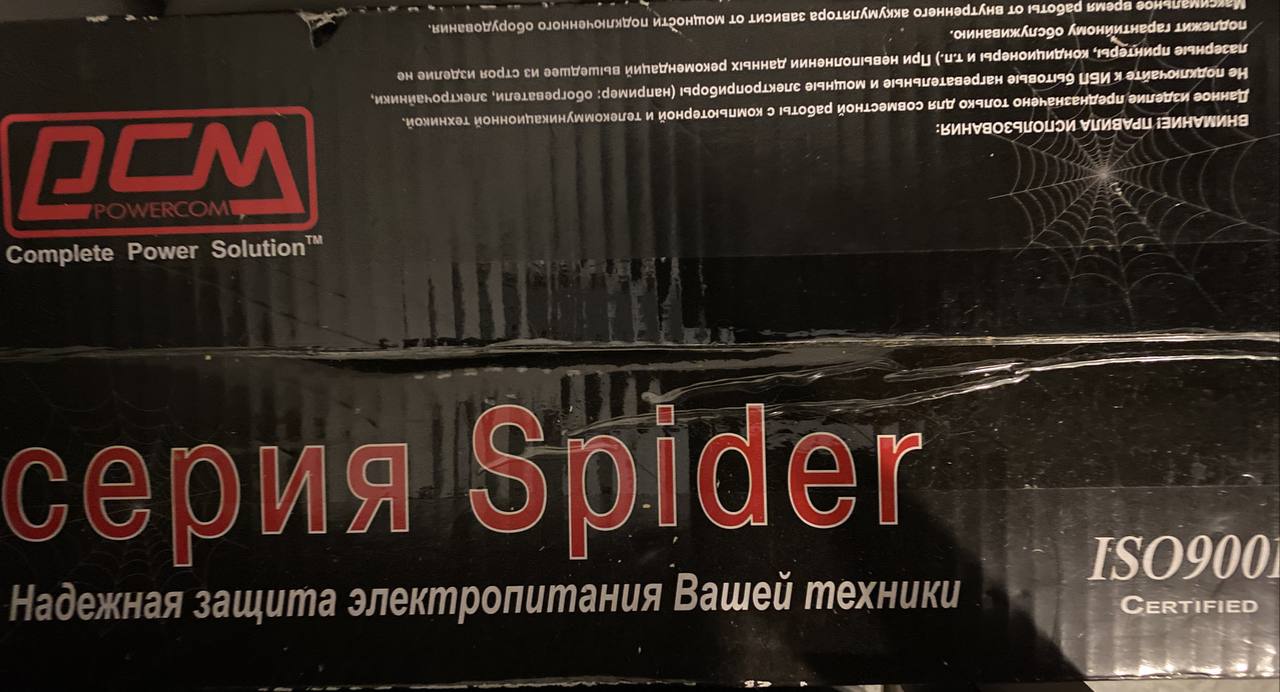 PCM
POWERCOM
Complete Power Solution™
ВНИМАНИЕ! ПРАВИЛА ИСПОЛЬЗОВАНИЯ:
Данное изделие предназначено только для совместной работы с компьютерной и телекоммуникационной техникой.
Не подключайте к ИБП бытовые нагревательные и мощные электроприборы (например: обогреватели, электрочайники,
лазерные принтеры, кондиционеры и т.п.) При невыполнении данных рекомендаций вышедшее из строя изделие не
подлежит гарантийному обслуживанию.
Максимальное время работы от внутреннего аккумулятора зависит от мощности подключенного оборудования.
серия Spider
Надежная защита электропитания Вашей техники
ISO9001
CERTIFIED